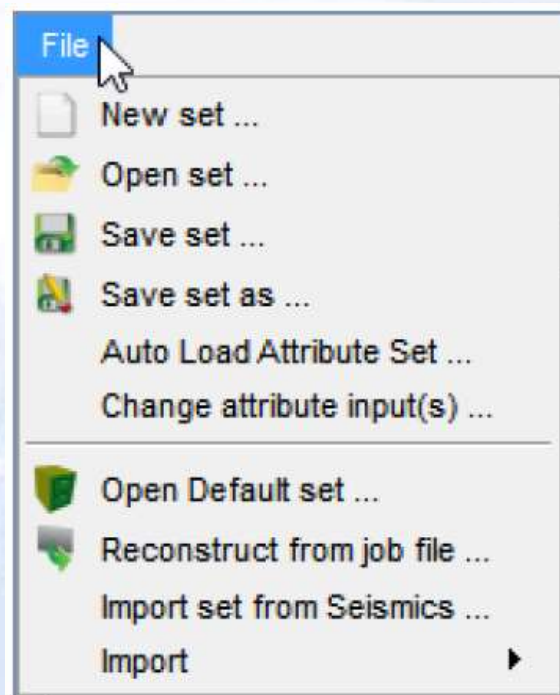 File
New set ...
Open set ...
Save set ...
Save set as ...
Auto Load Attribute Set ...
Change attribute input(s) ...
Open Default set ...
Reconstruct from job file ...
Import set from Seismics ...
Import